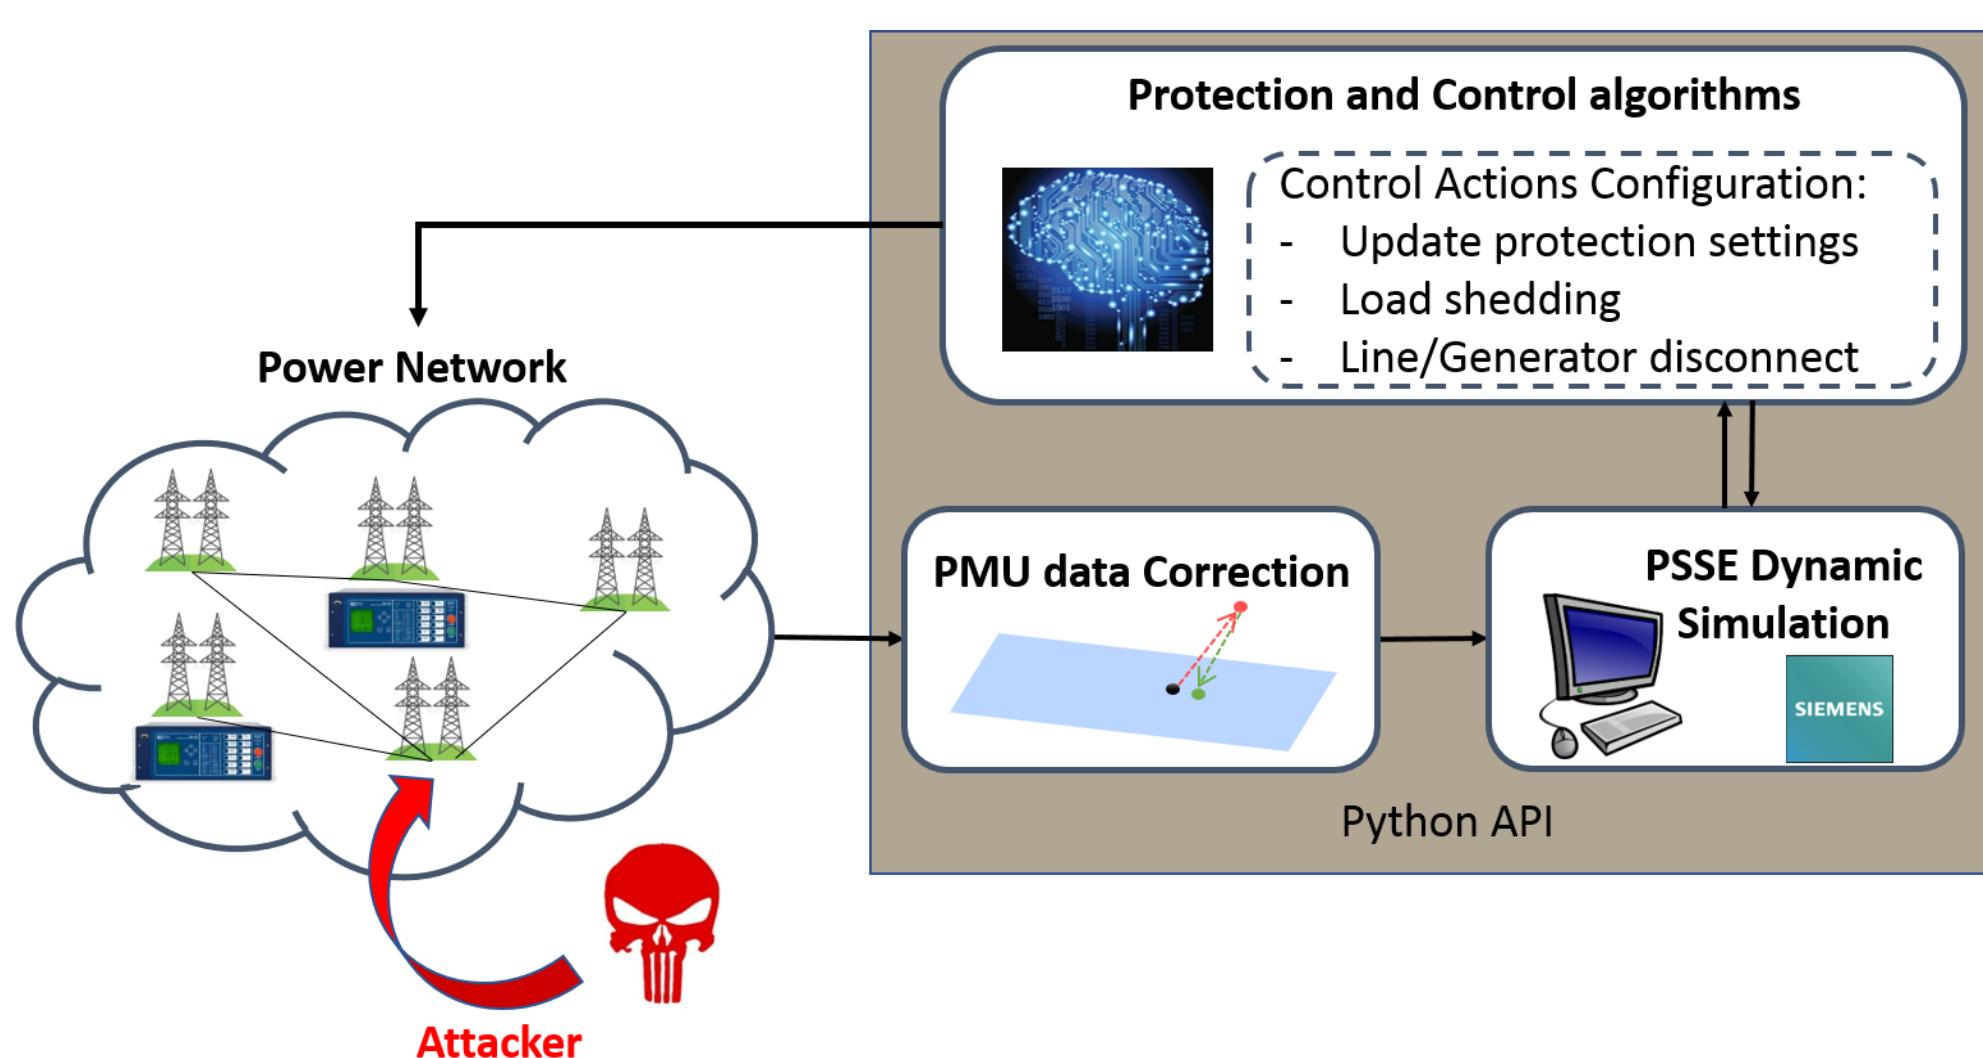 Protection and Control algorithms
Control Actions Configuration:
- Update protection settings
- Load shedding
- Line/Generator disconnect
Power Network
PMU data Correction
PSSE Dynamic
Simulation
SIEMENS
Python API
Attacker